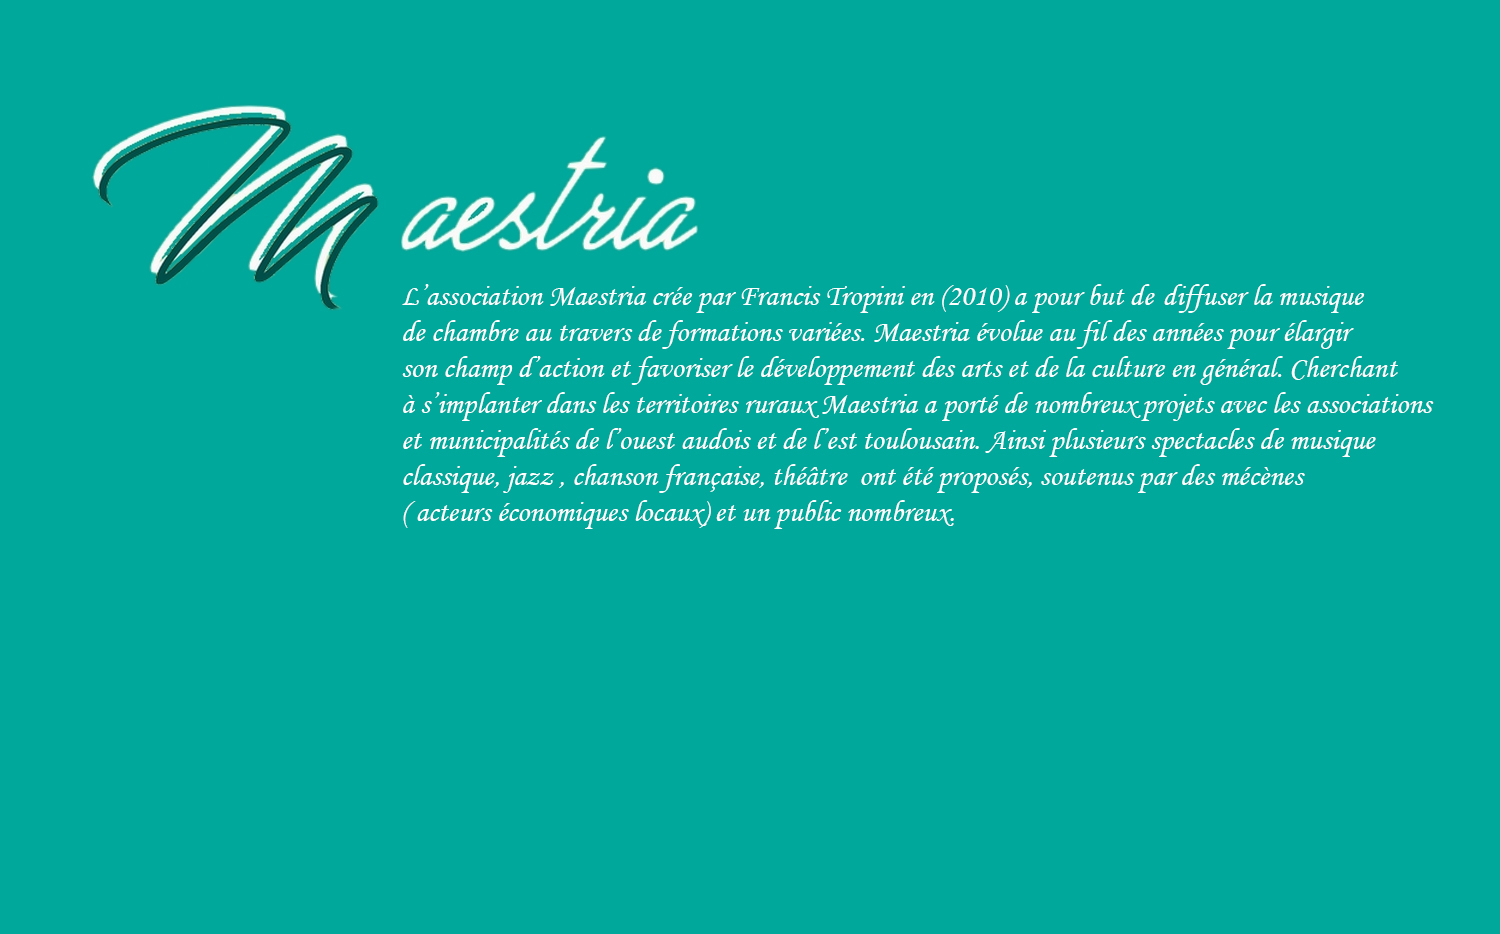 Maestria
L’association Maestria crée par Francis Tropini en (2010) a pour but de diffuser la musique
de chambre au travers de formations variées. Maestria évolue au fil des années pour élargir
son champ d’action et favoriser le développement des arts et de la culture en général. Cherchant
à s’implanter dans les territoires ruraux Maestria a porté de nombreux projets avec les associations
et municipalités de l’ouest audois et de l’est toulousain. Ainsi plusieurs spectacles de musique
classique, jazz , chanson française, théâtre  ont été proposés, soutenus par des mécènes
( acteurs économiques locaux) et un public nombreux.